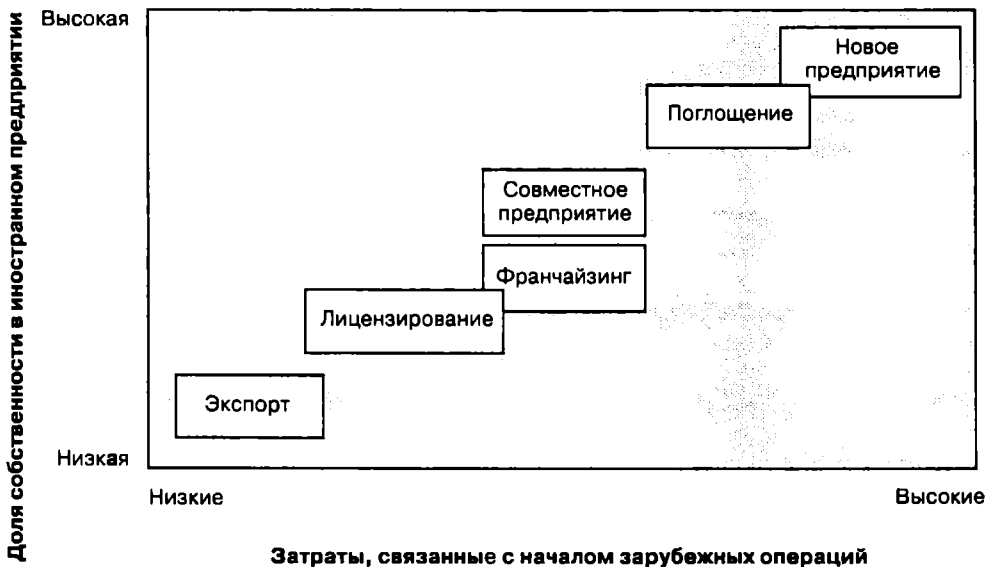 Доля собственности в иностранном предприятии
Высокая
Новое
предприятие
Поглощение
Совместное
предприятие
Франчайзинг
Лицензирование
Экспорт
Низкая
Низкие
Высокие
Затраты, связанные с началом зарубежных операций